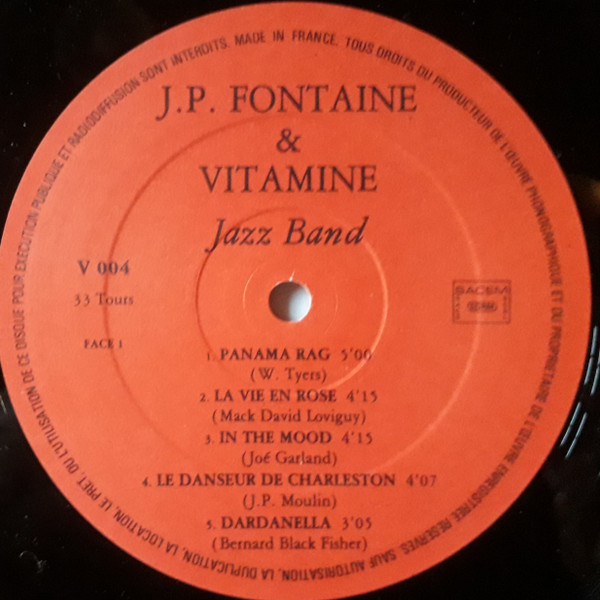 J.P. FONTAINE
&
VITAMINE
Jazz Band
V 004
33 Tours
FACE 1
SACEM
1. PANAMA RAG 5'00
(W. Tyers)
2. LA VIE EN ROSE 4'15
(Mack David Loviguy)
3. IN THE MOOD 4'15
(Joé Garland)
4. LE DANSEUR DE CHARLESTON 4'07
(J.P. Moulin)
5. DARDANELLA 3'05
(Bernard Black Fisher)
MADE IN FRANCE. TOUS DROITS DU PRODUCTEUR DE L'ŒUVRE PHONOGRAPHIQUE ET DU PROPRIETAIRE DE L'ŒUVRE ENREGISTREE RESERVES. SAUF AUTORISATION, LA DUPLICATION, LA LOCATION, LE PRET, OU L'UTILISATION DE CE DISQUE POUR EXECUTION PUBLIQUE ET RADIODIFFUSION SONT INTERDITS.